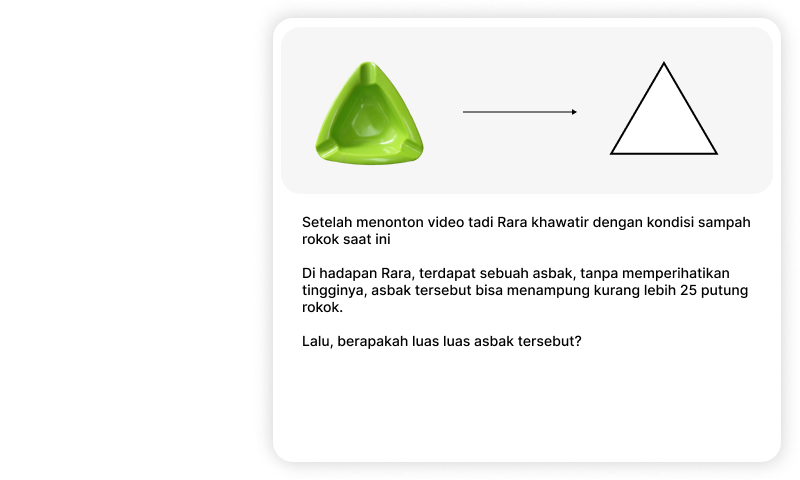 Setelah menonton video tadi Rara khawatir dengan kondisi sampah
rokok saat ini
Di hadapan Rara, terdapat sebuah asbak, tanpa memperihatikan
tingginya, asbak tersebut bisa menampung kurang lebih 25 putung
rokok.
Lalu, berapakah luas luas asbak tersebut?